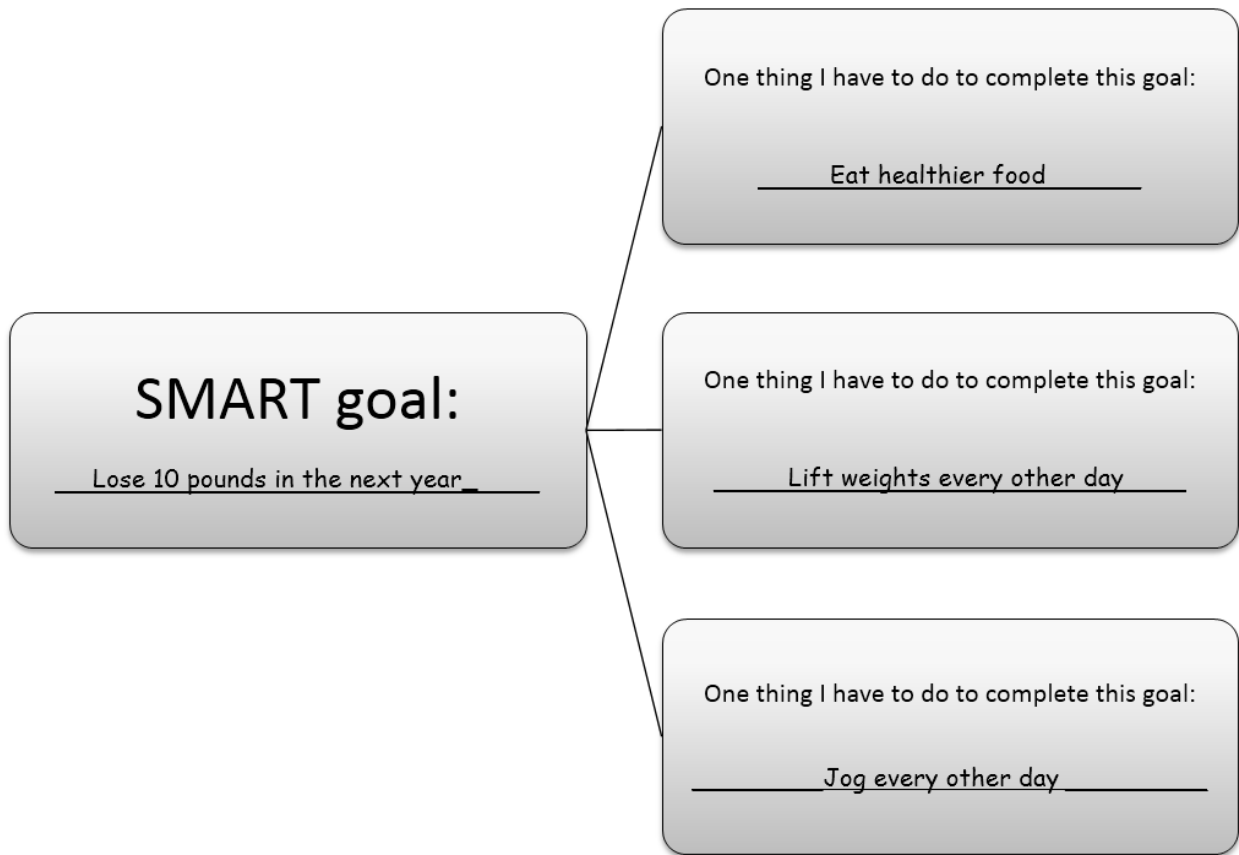 SMART goal:
Lose 10 pounds in the next year_
One thing I have to do to complete this goal:
Eat healthier food
One thing I have to do to complete this goal:
Lift weights every other day
One thing I have to do to complete this goal:
Jog every other day